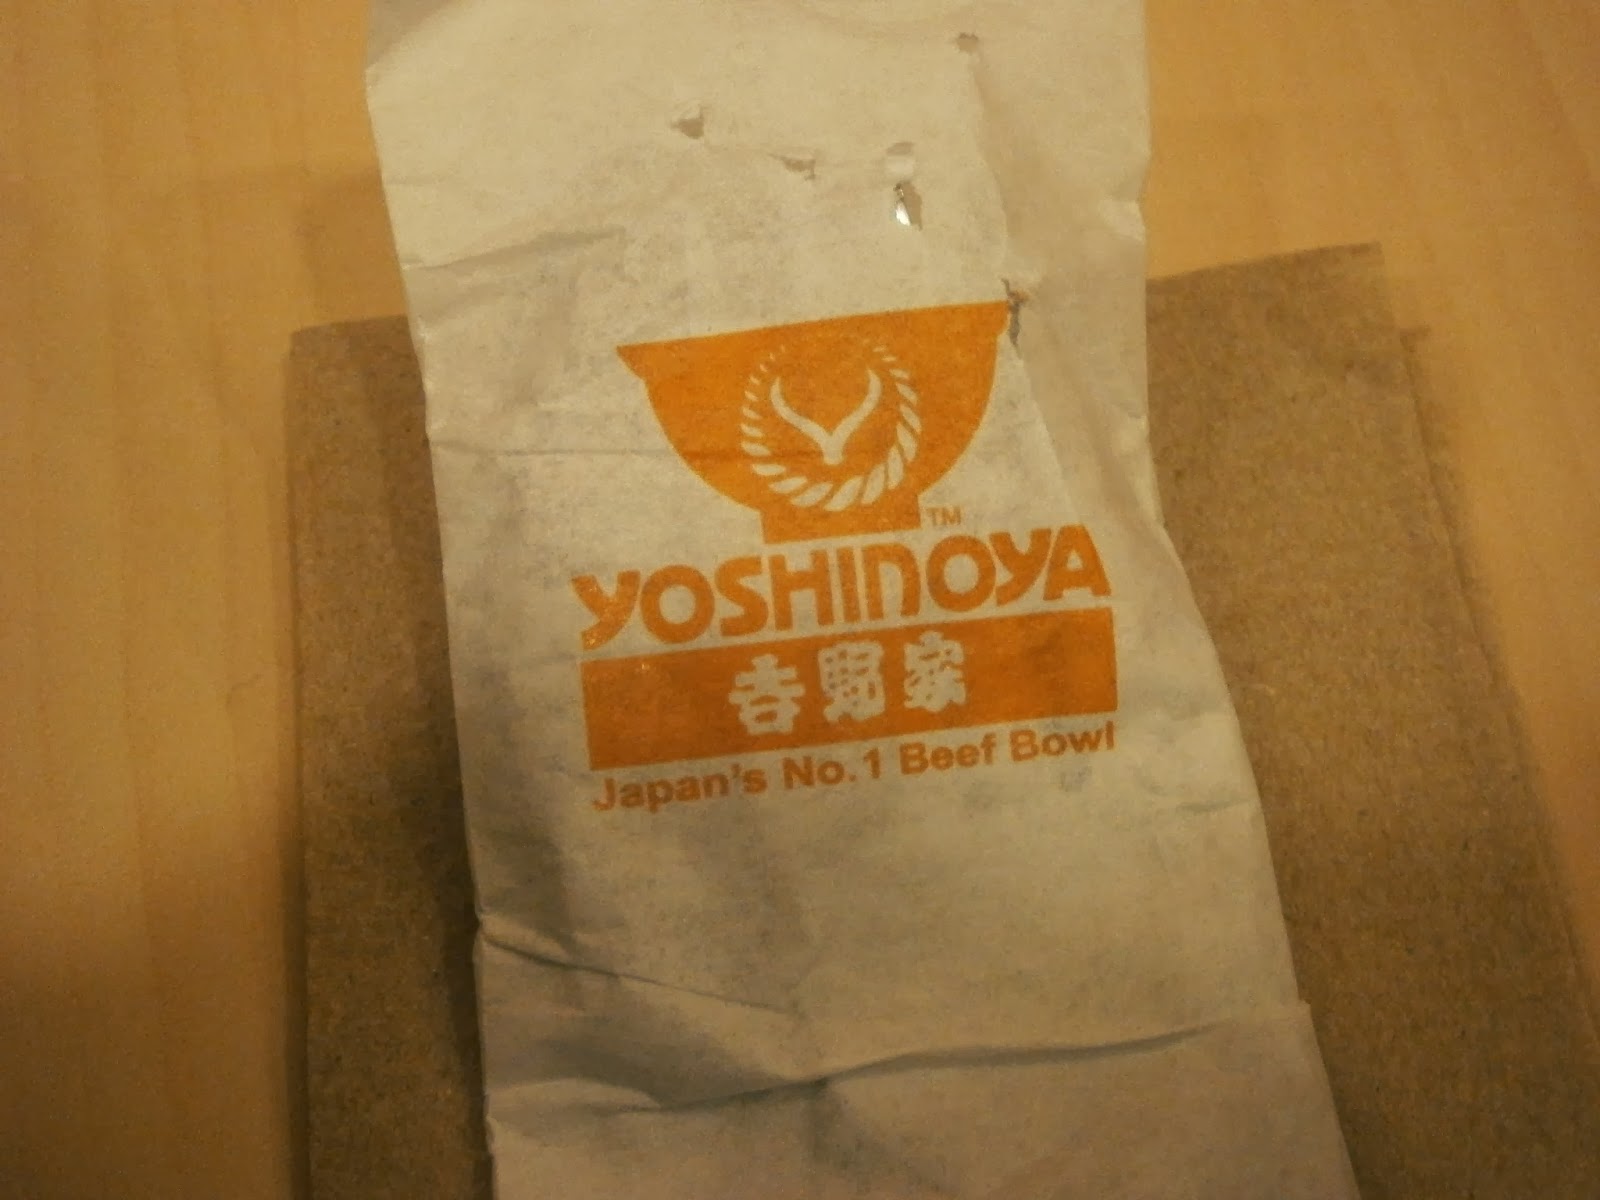 TM
YOSHINOYA
吉野家
Japan's No.1 Beef Bowl